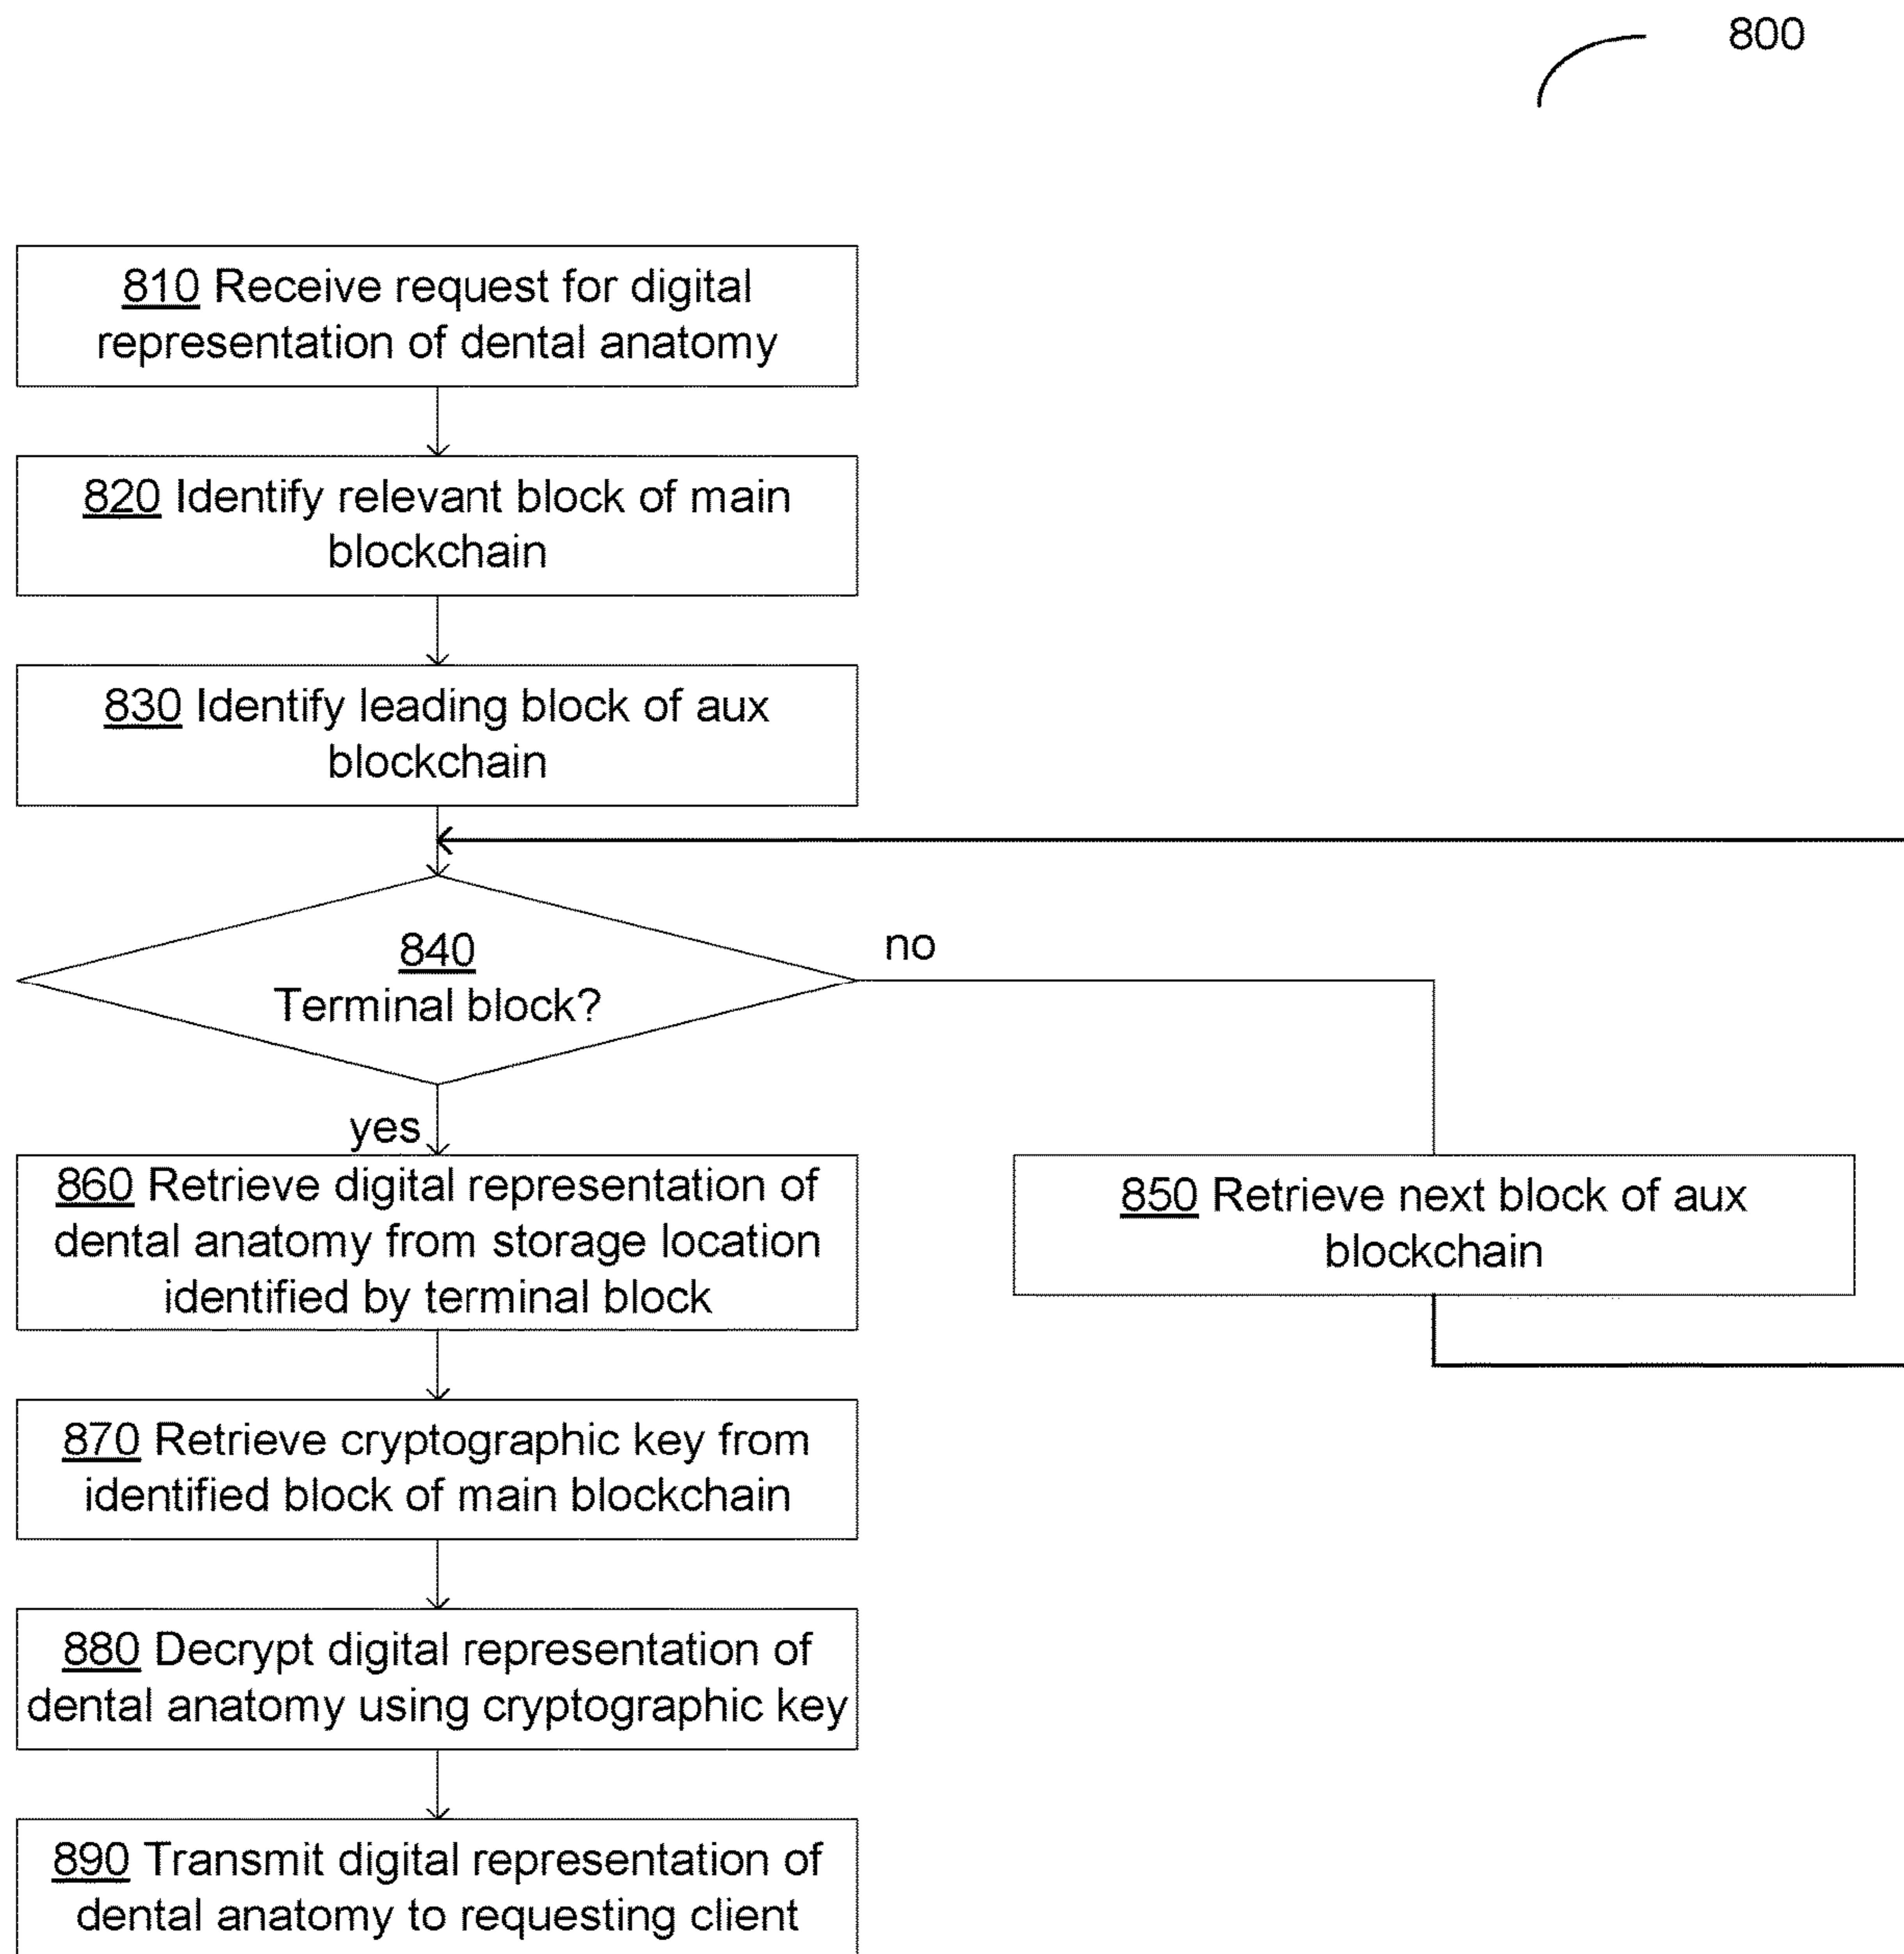 800
810 Receive request for digital
representation of dental anatomy
820 Identify relevant block of main
blockchain
830 Identify leading block of aux
blockchain
840
Terminal block?
no
yes
860 Retrieve digital representation of
dental anatomy from storage location
identified by terminal block
850 Retrieve next block of aux
blockchain
870 Retrieve cryptographic key from
identified block of main blockchain
880 Decrypt digital representation of
dental anatomy using cryptographic key
890 Transmit digital representation of
dental anatomy to requesting client